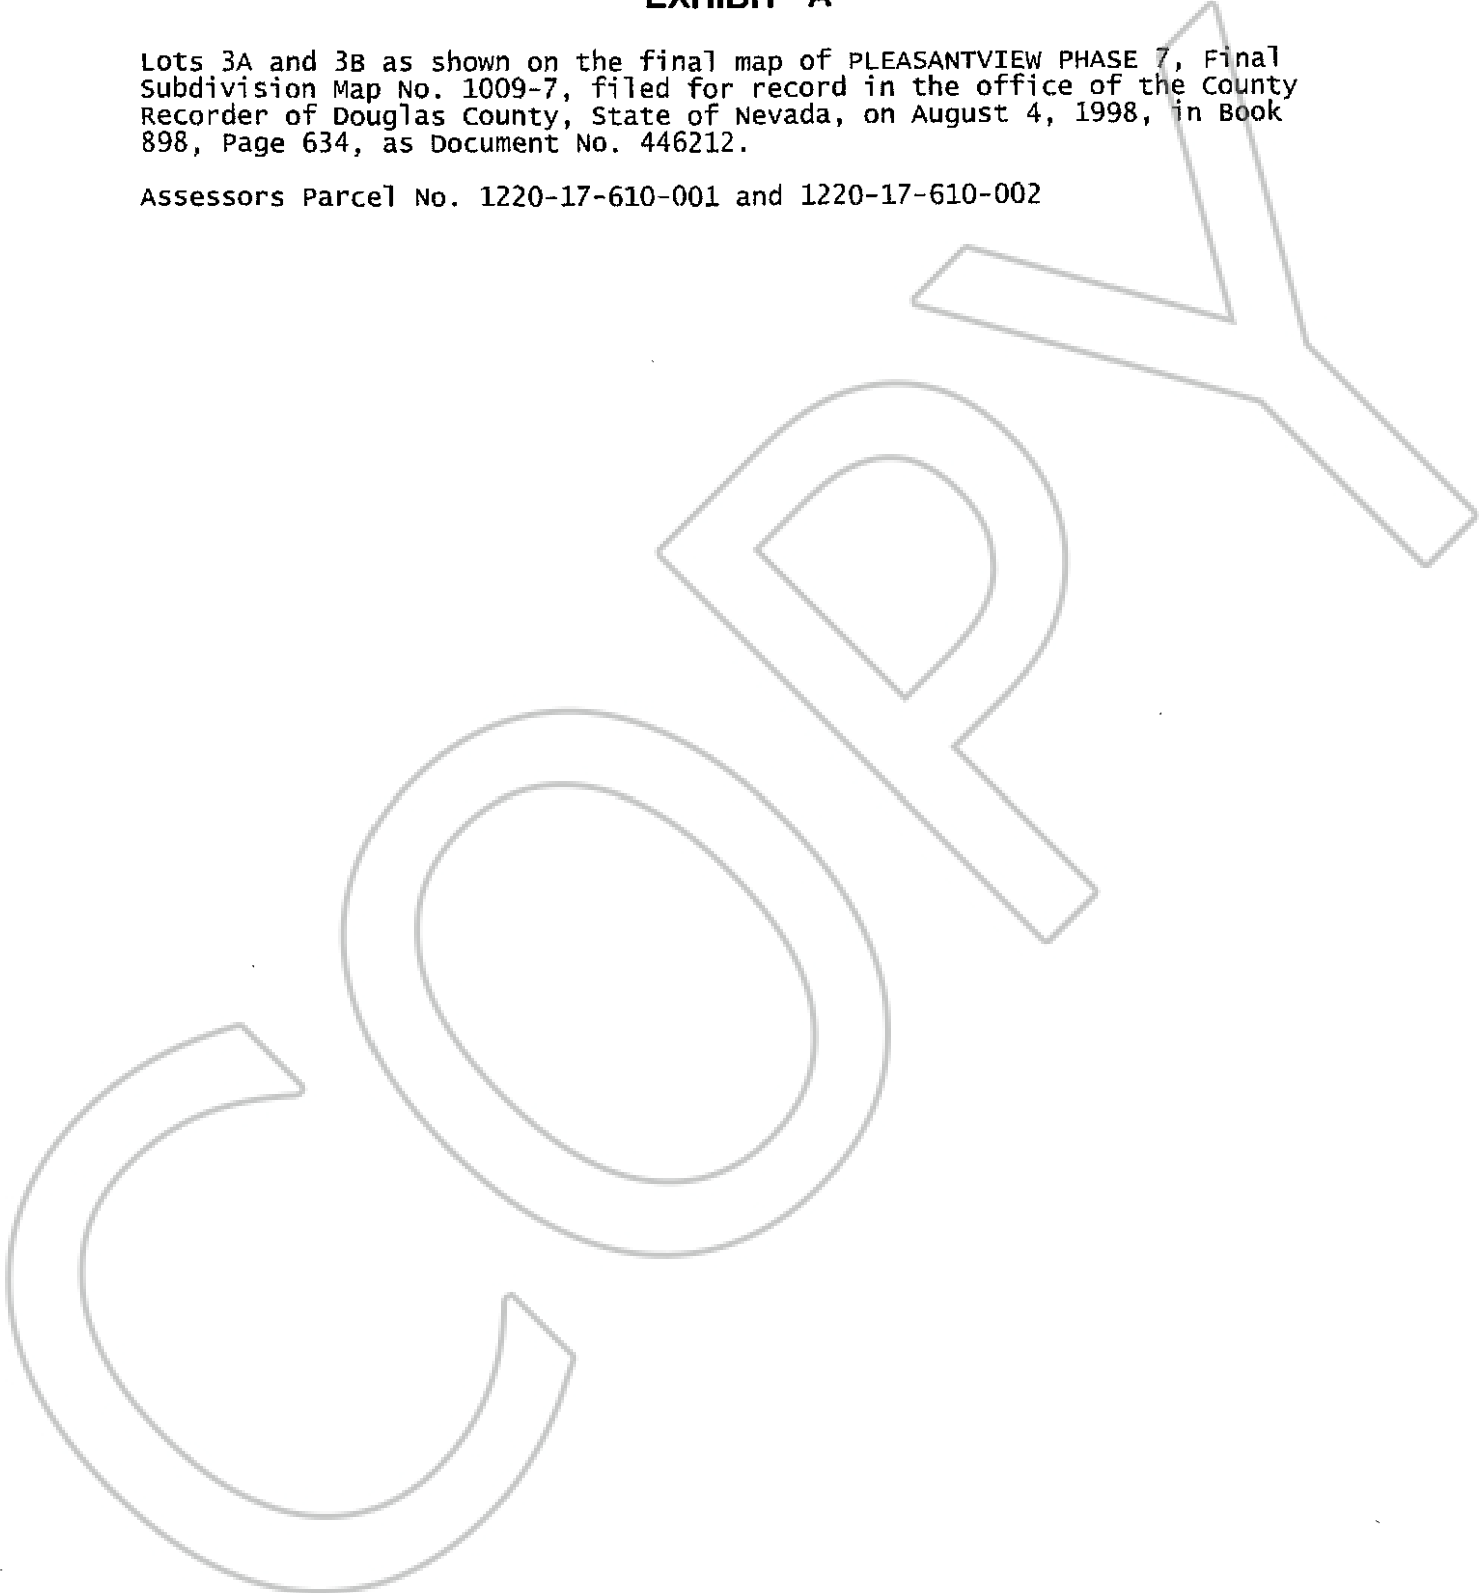 EXHIBIT "A"
Lots 3A and 3B as shown on the final map of PLEASANTVIEW PHASE 7, Final
Subdivision Map No. 1009-7, filed for record in the office of the County
Recorder of Douglas County, State of Nevada, on August 4, 1998, in Book
898, Page 634, as Document No. 446212.
Assessors Parcel No. 1220-17-610-001 and 1220-17-610-002
COPY